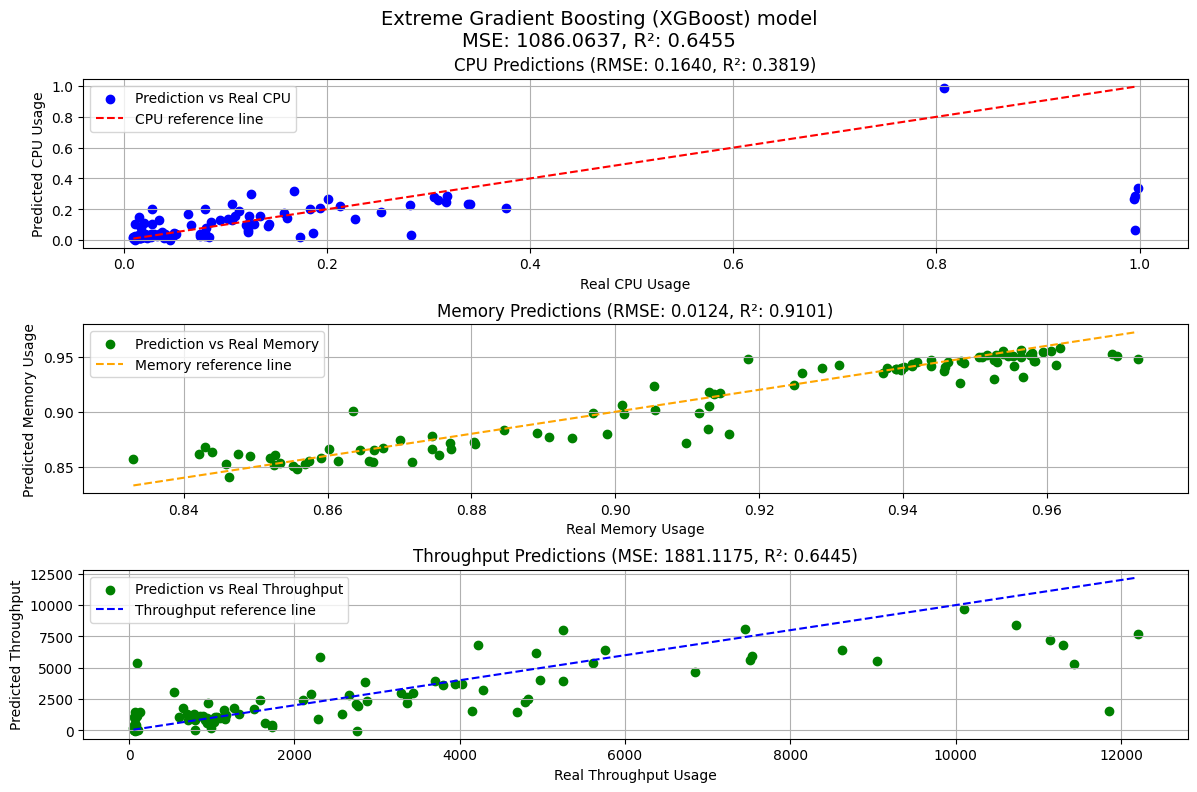 Extreme Gradient Boosting (XGBoost) model
MSE: 1086.0637, R²: 0.6455
CPU Predictions (RMSE: 0.1640, R²: 0.3819)
Predicted CPU Usage
1.0
0.8
0.6
0.4
0.2
0.0
Prediction vs Real CPU
CPU reference line
0.0 0.2 0.4 0.6 0.8 1.0
Real CPU Usage
Memory Predictions (RMSE: 0.0124, R²: 0.9101)
Predicted Memory Usage
0.95
0.90
0.85
Prediction vs Real Memory
Memory reference line
0.84 0.86 0.88 0.90 0.92 0.94 0.96
Real Memory Usage
Throughput Predictions (MSE: 1881.1175, R²: 0.6445)
Predicted Throughput
12500
10000
7500
5000
2500
0
Prediction vs Real Throughput
Throughput reference line
0 2000 4000 6000 8000 10000 12000
Real Throughput Usage